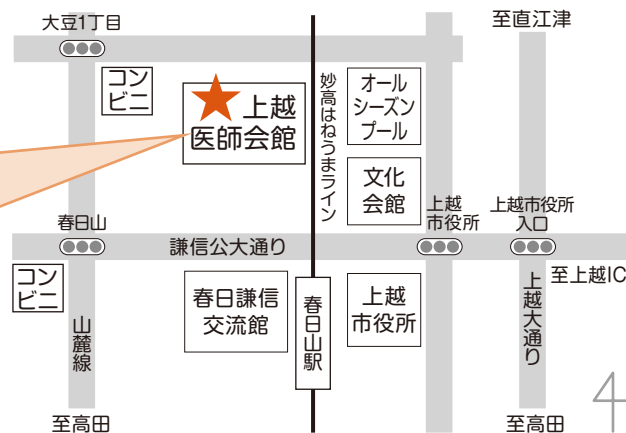 大豆1丁目
至直江津
コン
ビニ
上越
医師会館
妙高はねうまライン
オール
シーズン
プール
文化
会館
春日山
謙信公大通り
上越
市役所
上越市役所
入口
至上越IC
コン
ビニ
山麓線
春日謙信
交流館
春日山駅
上越
市役所
上越大通り
至高田
至高田
4